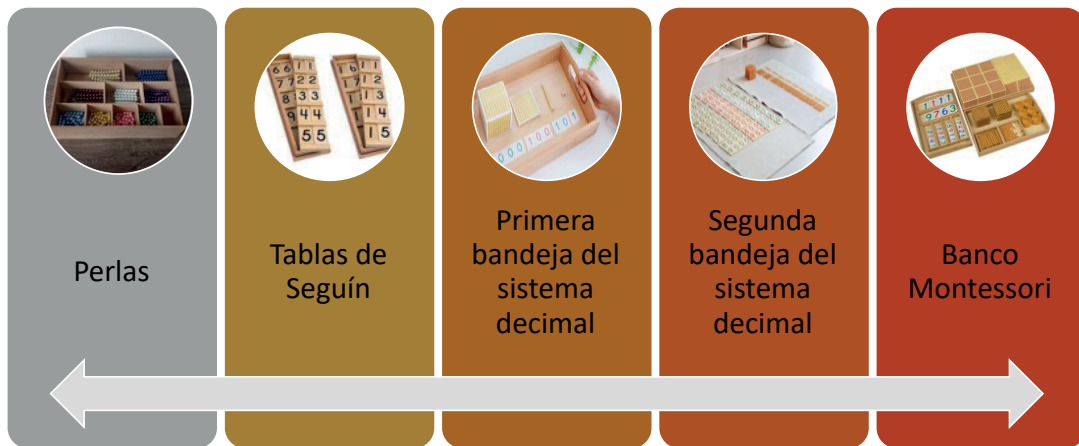 Perlas
Tablas de
Seguín
Primera
bandeja del
sistema
decimal
Segunda
bandeja del
sistema
decimal
Banco
Montessori